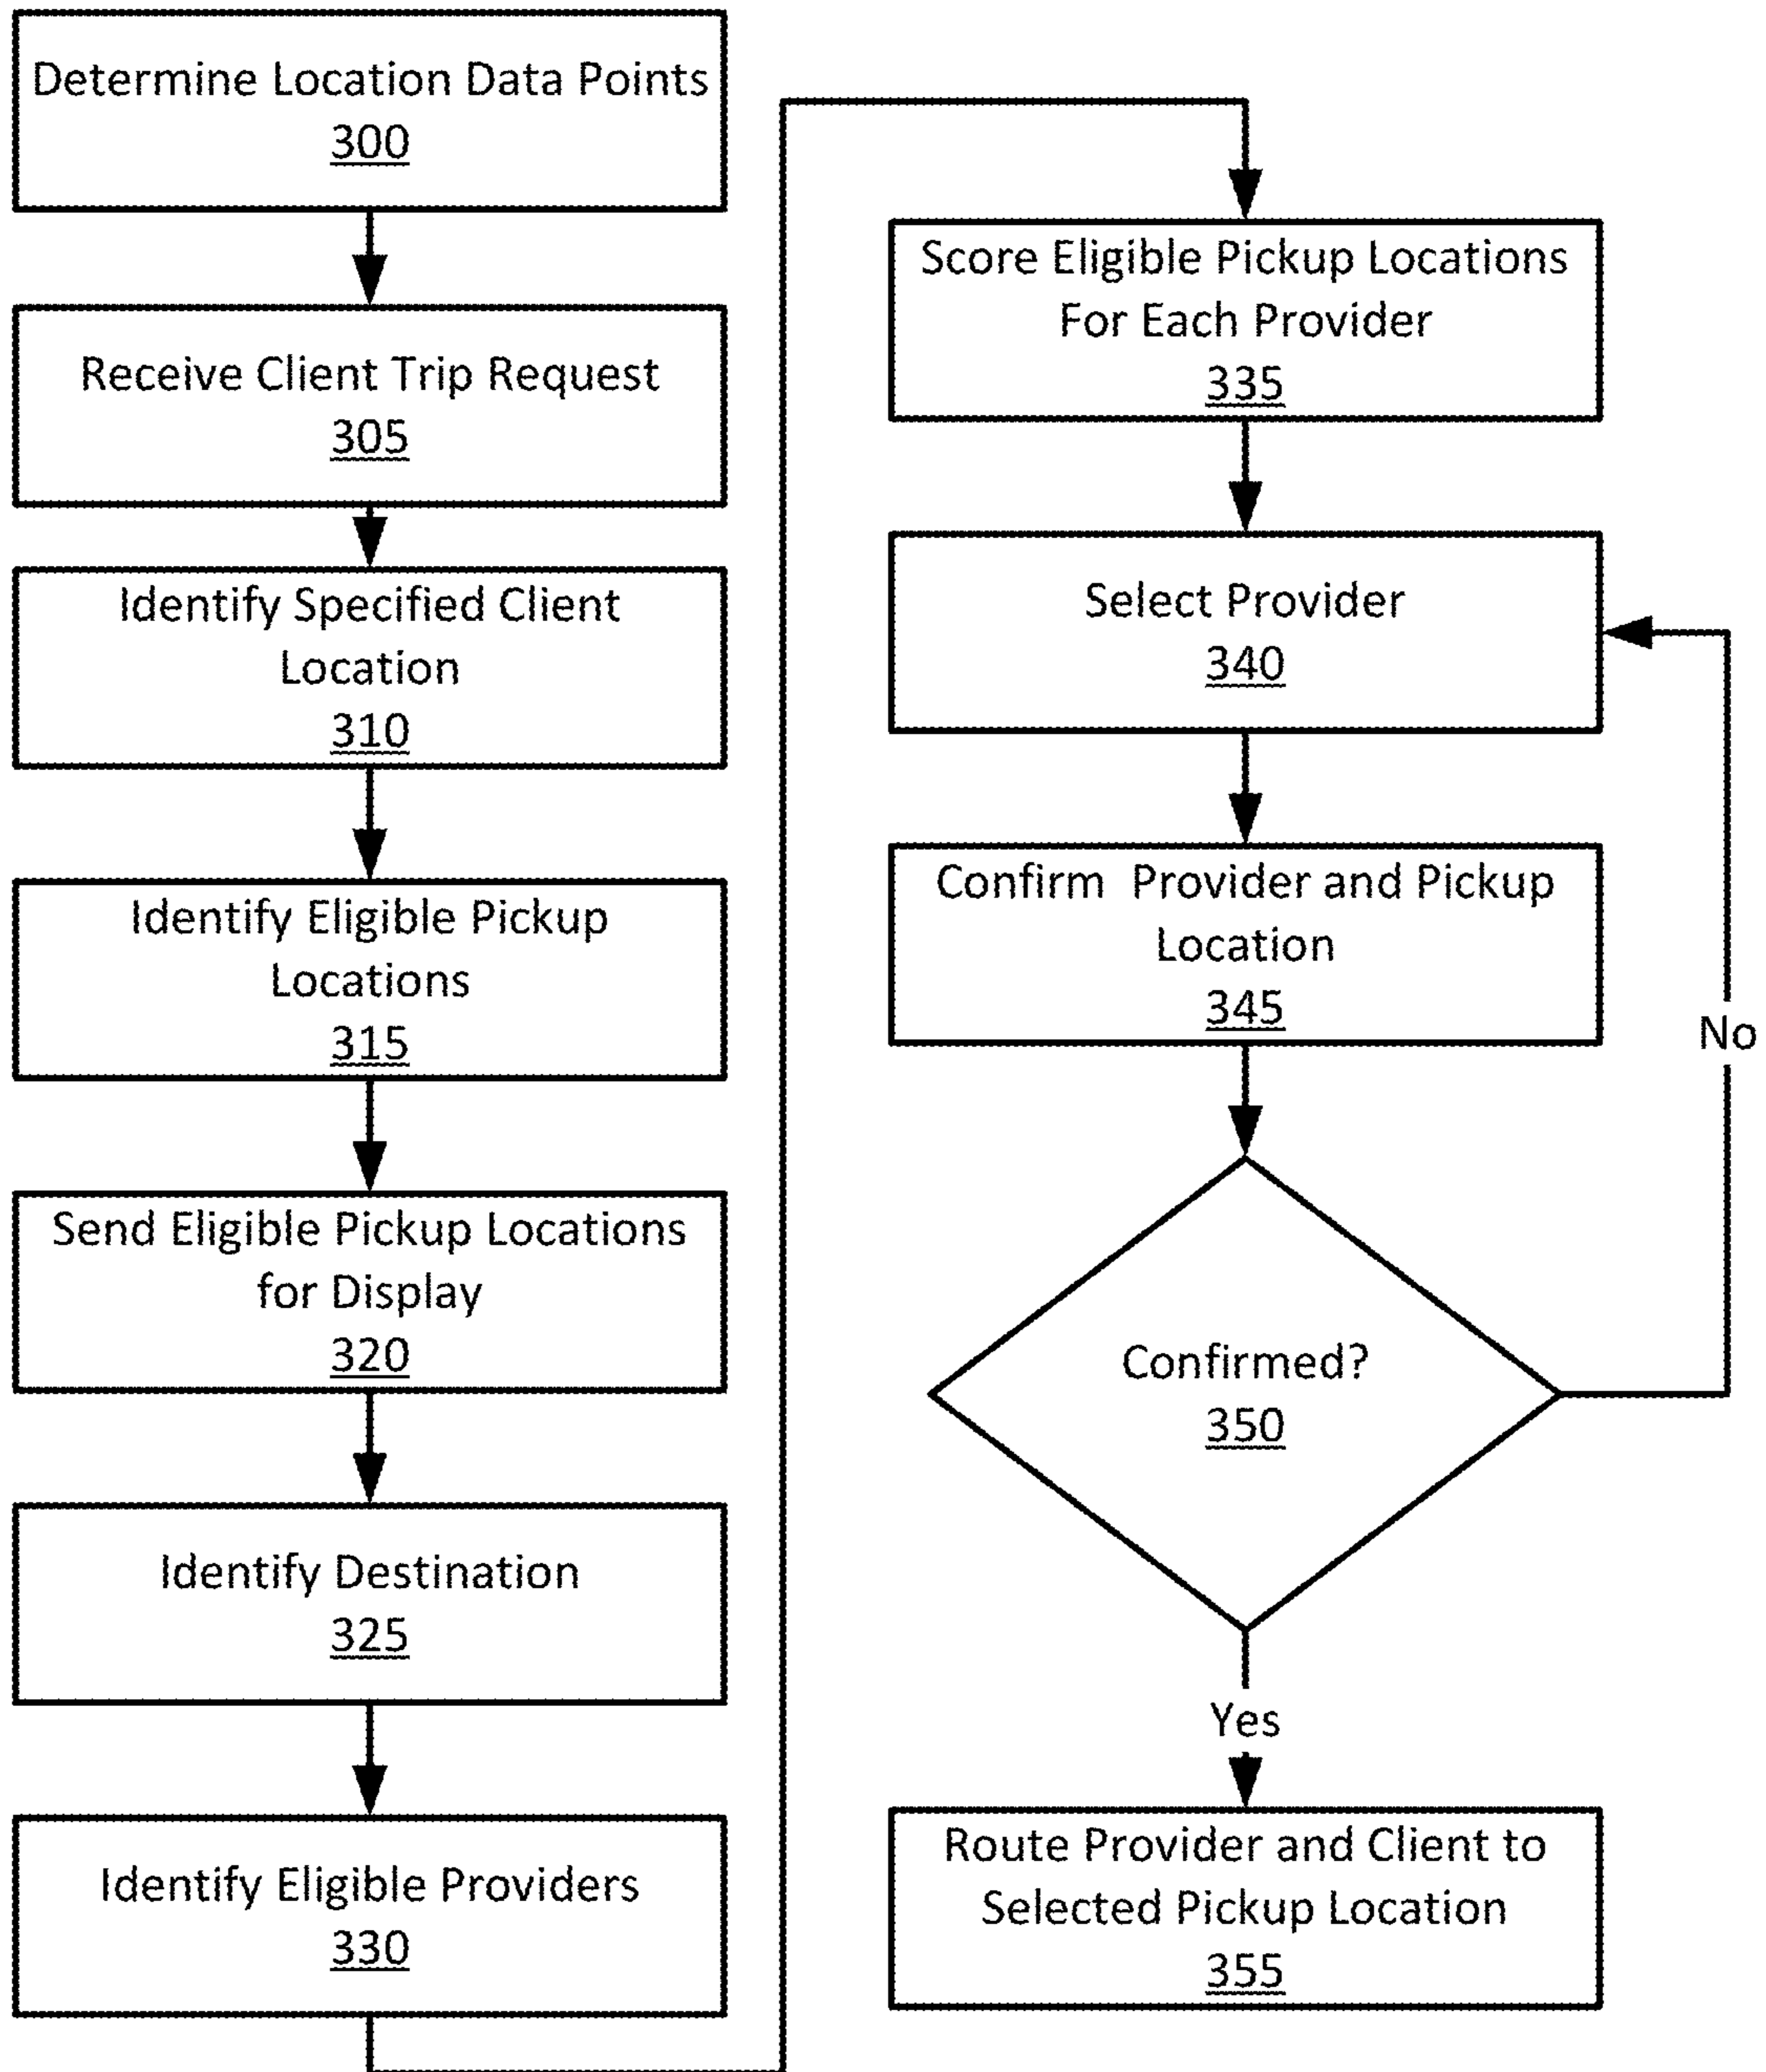 Determine Location Data Points
300
Receive Client Trip Request
305
Identify Specified Client
Location
310
Identify Eligible Pickup
Locations
315
Send Eligible Pickup Locations
for Display
320
Identify Destination
325
Identify Eligible Providers
330
Score Eligible Pickup Locations
For Each Provider
335
Select Provider
340
Confirm Provider and Pickup
Location
345
No
Confirmed?
350
Yes
Route Provider and Client to
Selected Pickup Location
355